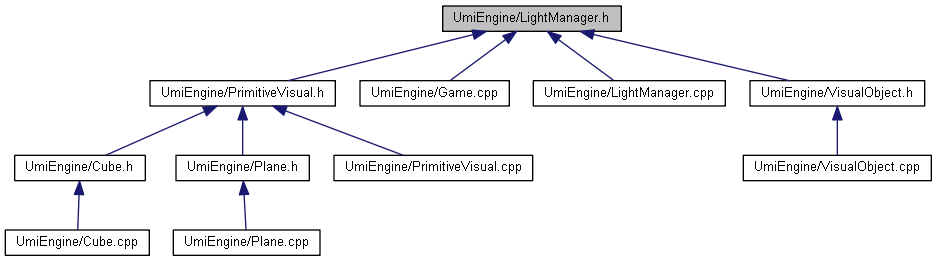 UmiEngine/LightManager.h
UmiEngine/PrimitiveVisual.h
UmiEngine/Game.cpp
UmiEngine/LightManager.cpp
UmiEngine/VisualObject.h
UmiEngine/Cube.h
UmiEngine/Plane.h
UmiEngine/PrimitiveVisual.cpp
UmiEngine/VisualObject.cpp
UmiEngine/Cube.cpp
UmiEngine/Plane.cpp